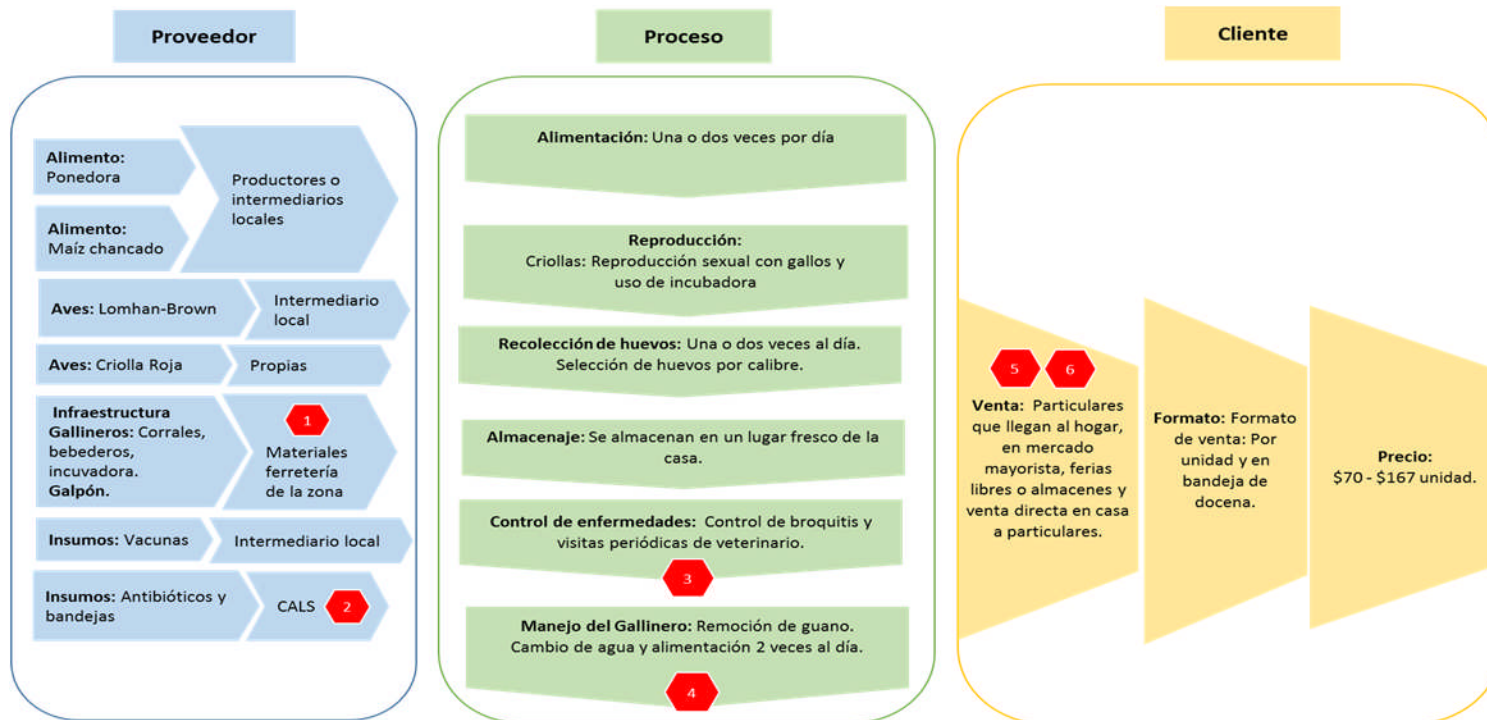 Proveedor
Alimento:
Ponedora
Alimento:
Maíz chancado
Productores o
intermediarios
locales
Aves: Lomhan-Brown
Intermediario
local
Aves: Criolla Roja
Propias
Infraestructura
Gallineros: Corrales,
bebederos,
incuvadora.
Galpón.
1
Materiales
ferretería
de la zona
Insumos: Vacunas
Intermediario local
Insumos: Antibióticos y
bandejas
CALS
2
Proceso
Alimentación: Una o dos veces por día
Reproducción:
Criollas: Reproducción sexual con gallos y
uso de incubadora
Recolección de huevos: Una o dos veces al día.
Selección de huevos por calibre.
Almacenaje: Se almacenan en un lugar fresco de la
casa.
Control de enfermedades: Control de broquitis y
visitas periódicas de veterinario.
3
Manejo del Gallinero: Remoción de guano.
Cambio de agua y alimentación 2 veces al día.
4
Cliente
5 6
Venta: Particulares
que llegan al hogar,
en mercado
mayorista, ferias
libres o almacenes y
venta directa en casa
a particulares.
Formato: Formato
de venta: Por
unidad y en
bandeja de
docena.
Precio:
$70 - $167 unidad.